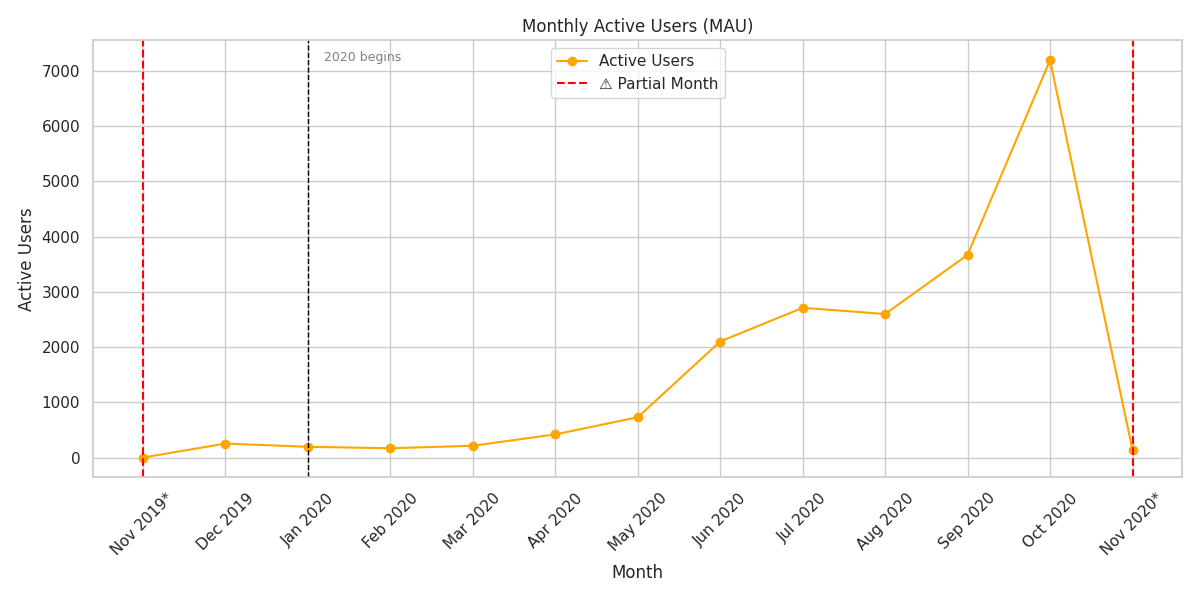 Monthly Active Users (MAU)
2020 begins
Active Users
⚠ Partial Month
Active Users
7000
6000
5000
4000
3000
2000
1000
0
Nov 2019*
Dec 2019
Jan 2020
Feb 2020
Mar 2020
Apr 2020
May 2020
Jun 2020
Jul 2020
Aug 2020
Sep 2020
Oct 2020
Nov 2020*
Month